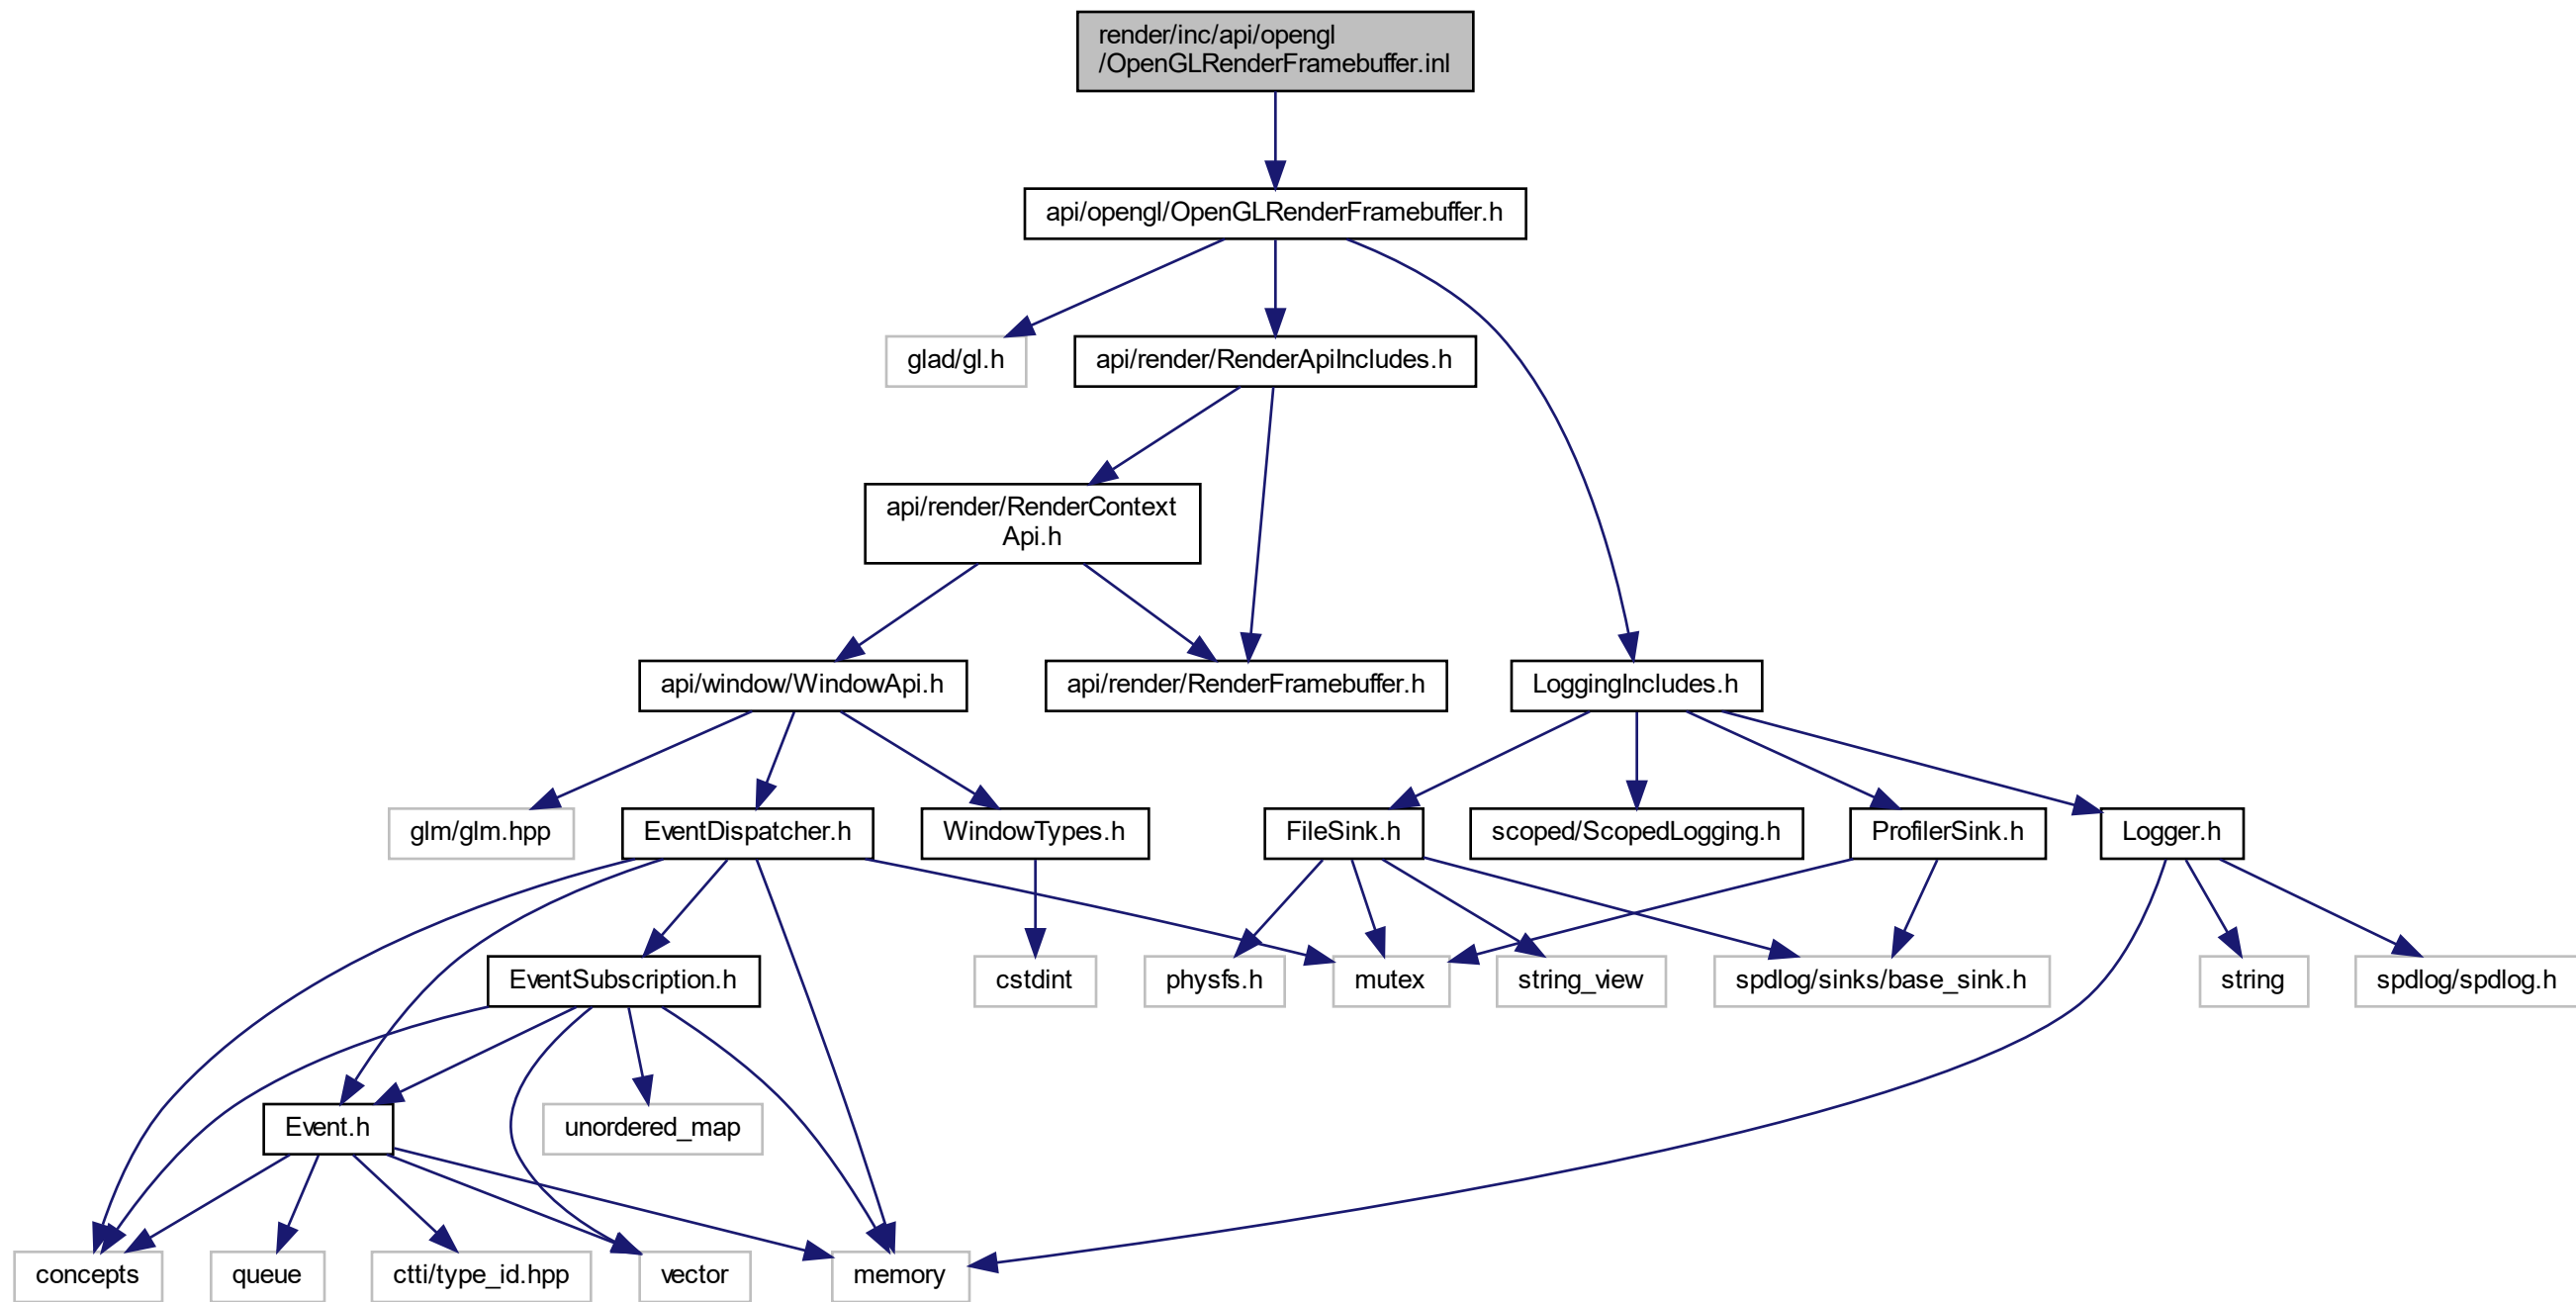 render/inc/api/opengl
/OpenGLRenderFramebuffer.inl
api/opengl/OpenGLRenderFramebuffer.h
glad/gl.h
api/render/RenderApiIncludes.h
api/render/RenderContext
Api.h
api/window/WindowApi.h
api/render/RenderFramebuffer.h
LoggingIncludes.h
glm/glm.hpp
EventDispatcher.h
WindowTypes.h
FileSink.h
scoped/ScopedLogging.h
ProfilerSink.h
Logger.h
EventSubscription.h
cstdint
physfs.h
mutex
string_view
spdlog/sinks/base_sink.h
string
spdlog/spdlog.h
Event.h
unordered_map
concepts
queue
ctti/type_id.hpp
vector
memory